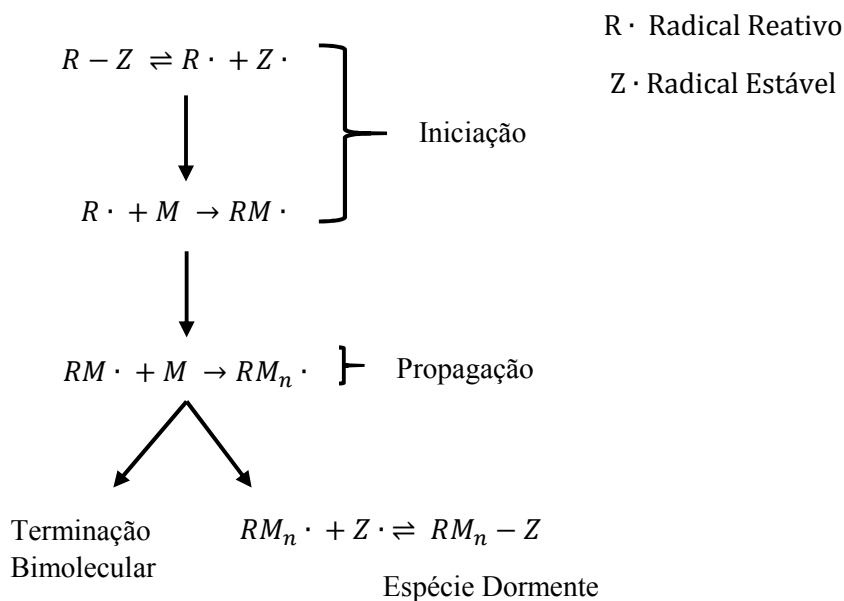 R · Radical Reativo
R − Z ⇌ R · + Z ·
Z · Radical Estável
Iniciação
R · + M → RM ·
RM · + M → RMₙ ·
Propagação
Terminação
Bimolecular
RMₙ · + Z · ⇌ RMₙ − Z
Espécie Dormente